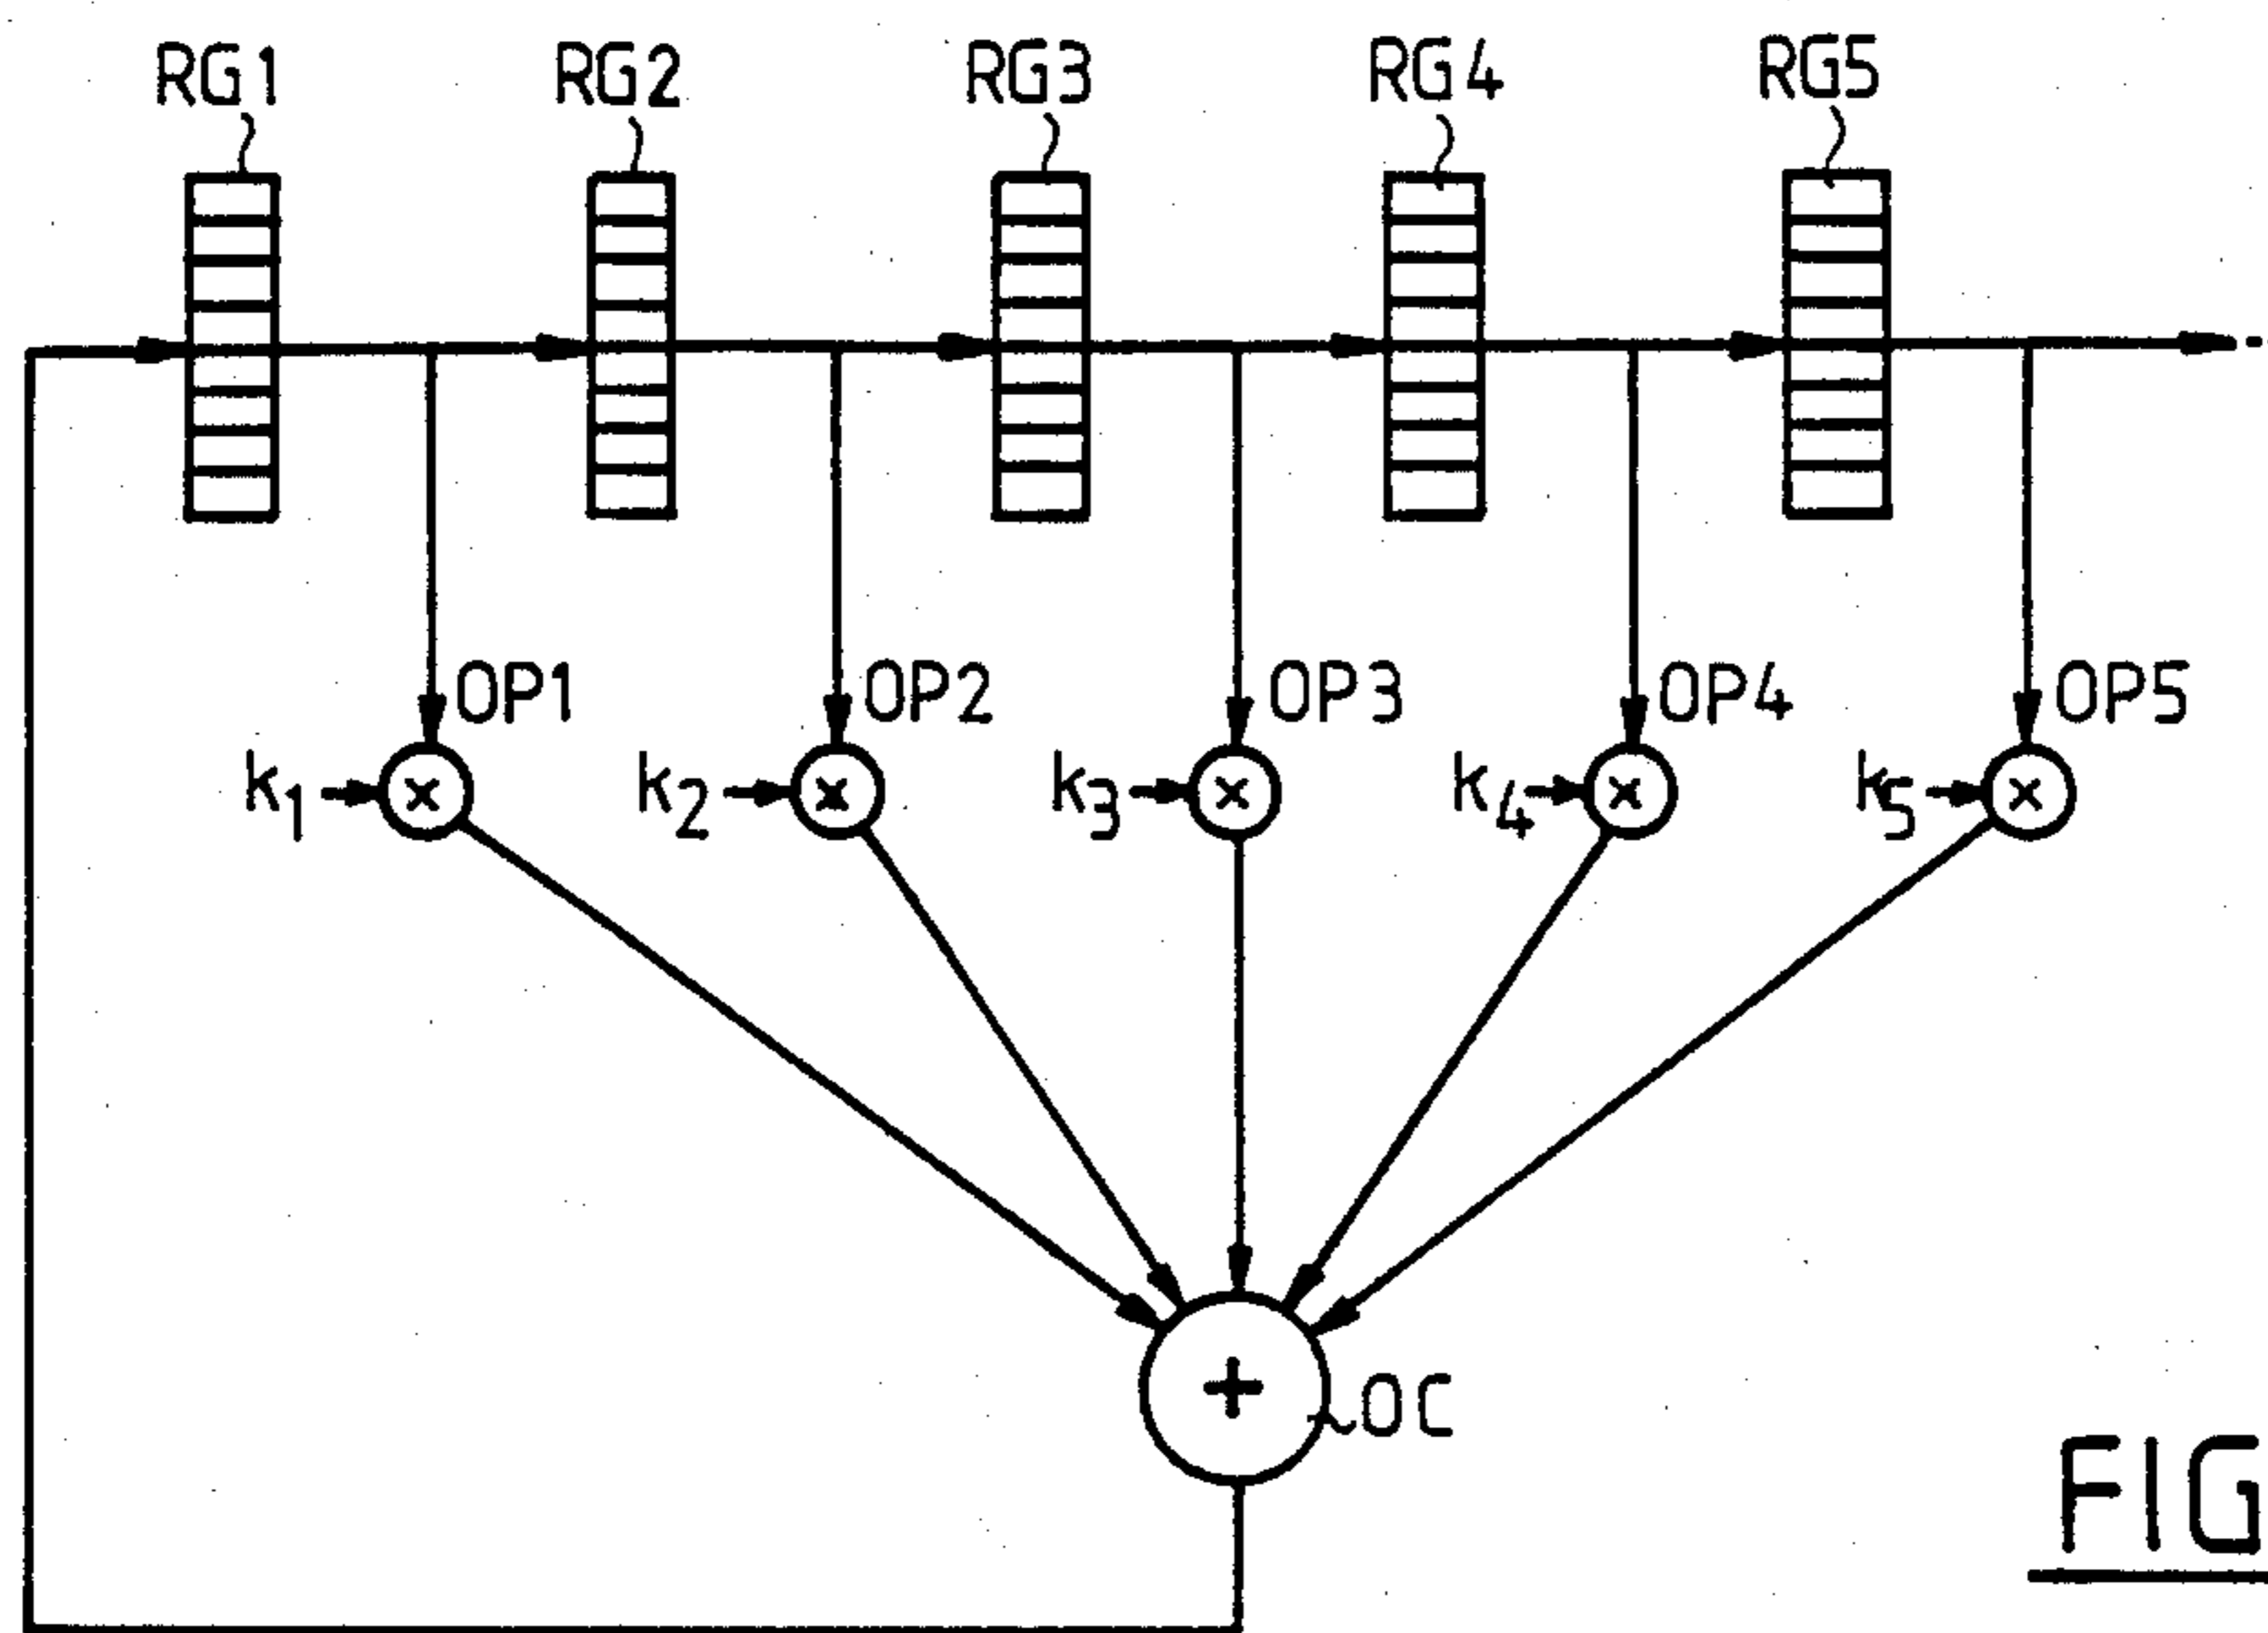 RG1 RG2 RG3 RG4 RG5
OP1 OP2 OP3 OP4 OP5
k1 k2 k3 k4 k5
× × × × ×
+
OC
FIG